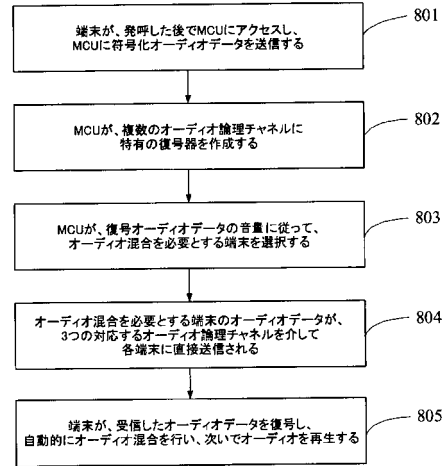 端末が、発呼した後でMCUにアクセスし、
MCUに符号化オーディオデータを送信する
801
MCUが、複数のオーディオ論理チャネルに
特有の復号器を作成する
802
MCUが、復号オーディオデータの音量に従って、
オーディオ混合を必要とする端末を選択する
803
オーディオ混合を必要とする端末のオーディオデータが、
3つの対応するオーディオ論理チャネルを介して
各端末に直接送信される
804
端末が、受信したオーディオデータを復号し、
自動的にオーディオ混合を行い、次いでオーディオを再生する
805